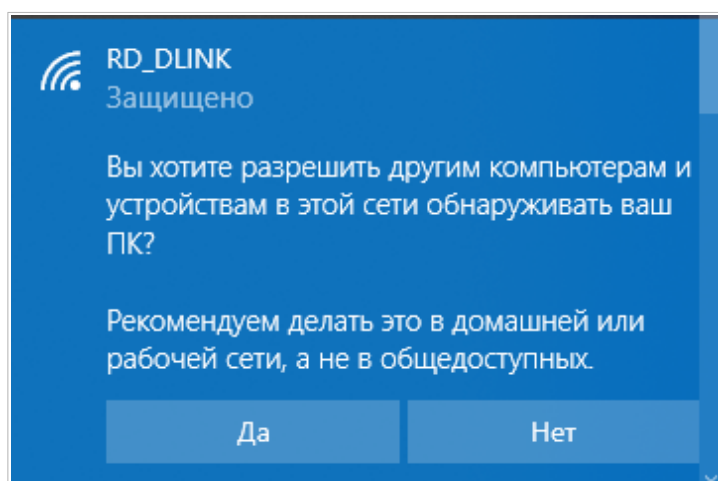 RD_DLINK
Защищено
Вы хотите разрешить другим компьютерам и
устройствам в этой сети обнаруживать ваш
ПК?
Рекомендуем делать это в домашней или
рабочей сети, а не в общедоступных.
Да
Нет